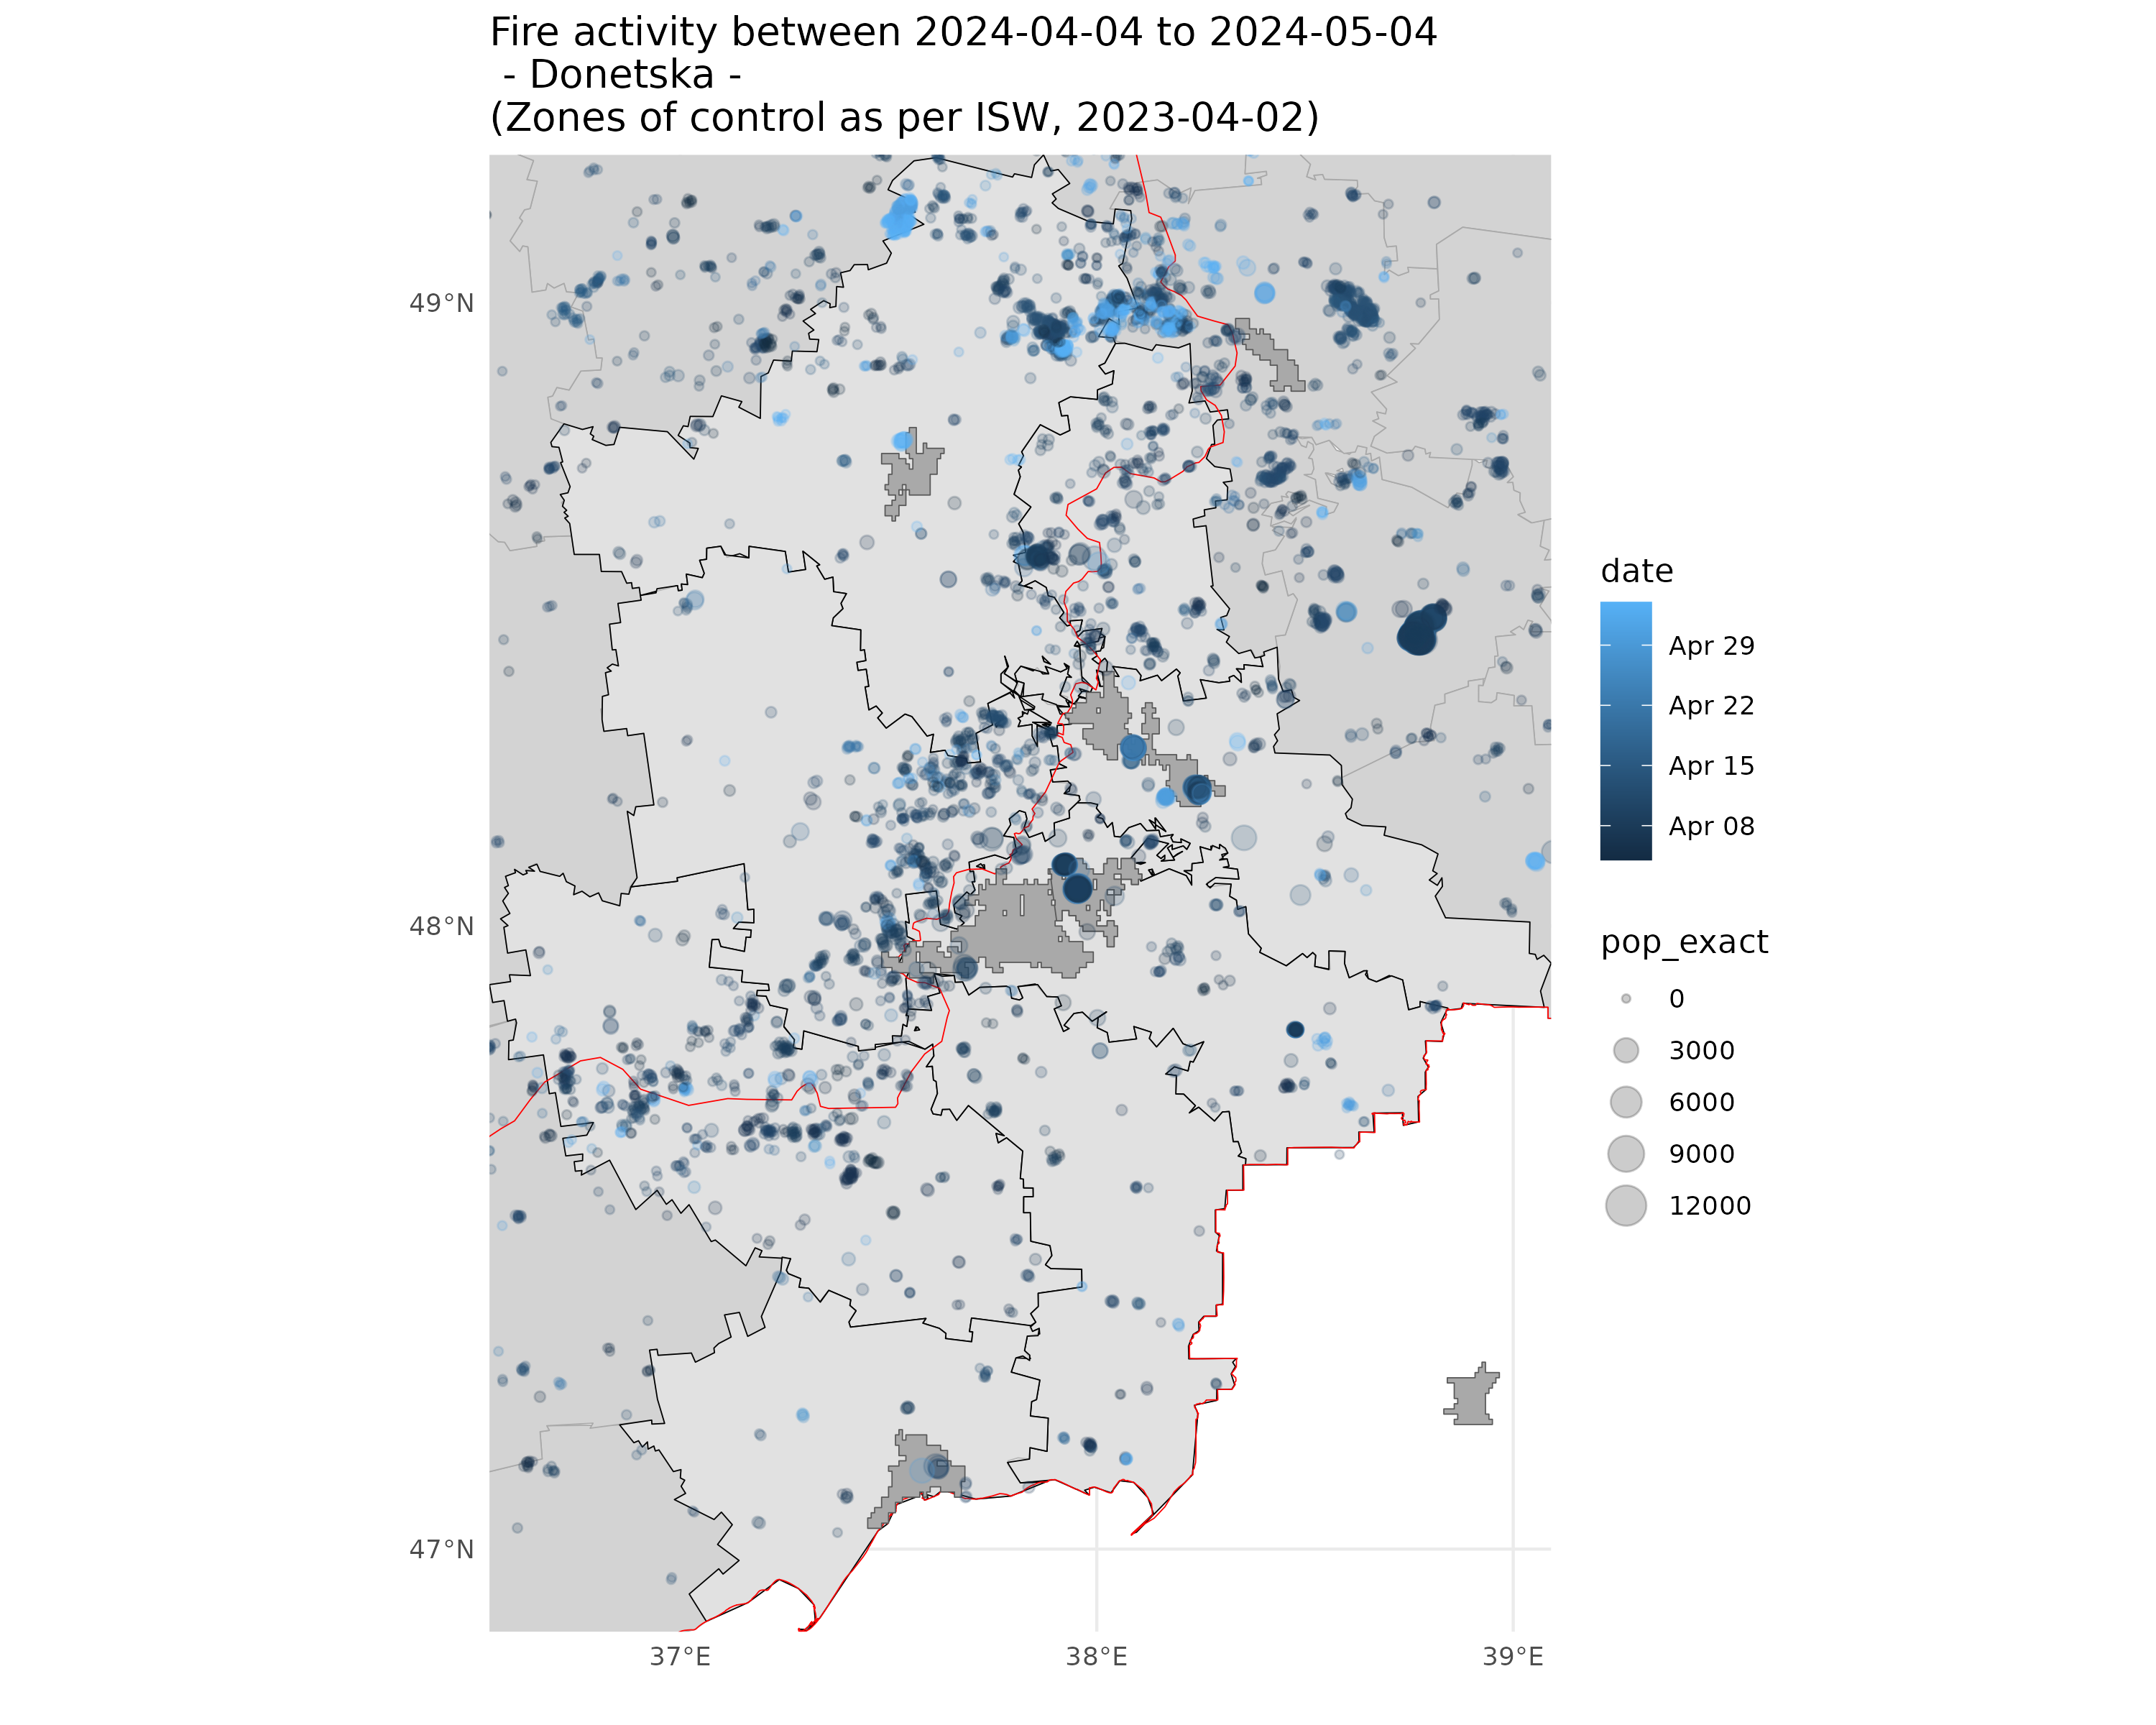 Fire activity between 2024-04-04 to 2024-05-04
- Donetska -
(Zones of control as per ISW, 2023-04-02)
49°N
48°N
47°N
37°E
38°E
39°E
date
Apr 29
Apr 22
Apr 15
Apr 08
pop_exact
0
3000
6000
9000
12000